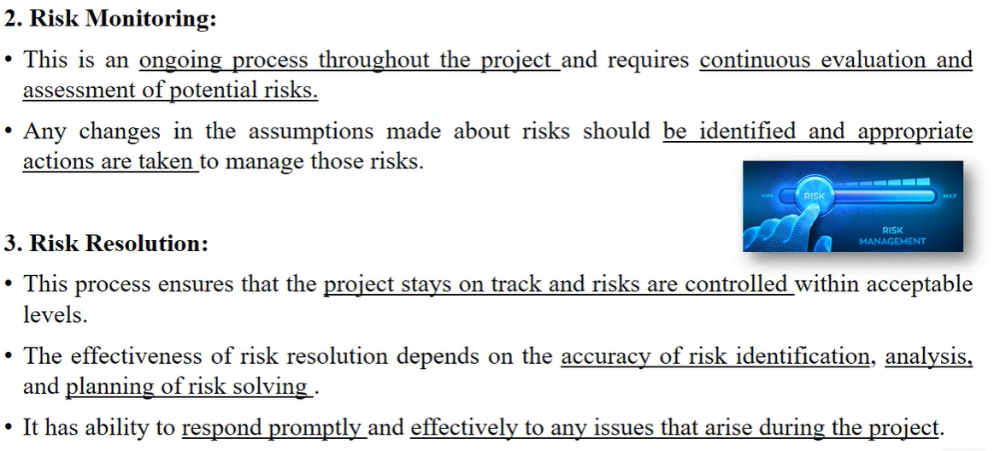 2. Risk Monitoring:
• This is an ongoing process throughout the project and requires continuous evaluation and
assessment of potential risks.
• Any changes in the assumptions made about risks should be identified and appropriate
actions are taken to manage those risks.
MIN RISK MAX
RISK
MANAGEMENT
3. Risk Resolution:
• This process ensures that the project stays on track and risks are controlled within acceptable
levels.
• The effectiveness of risk resolution depends on the accuracy of risk identification, analysis,
and planning of risk solving .
• It has ability to respond promptly and effectively to any issues that arise during the project.